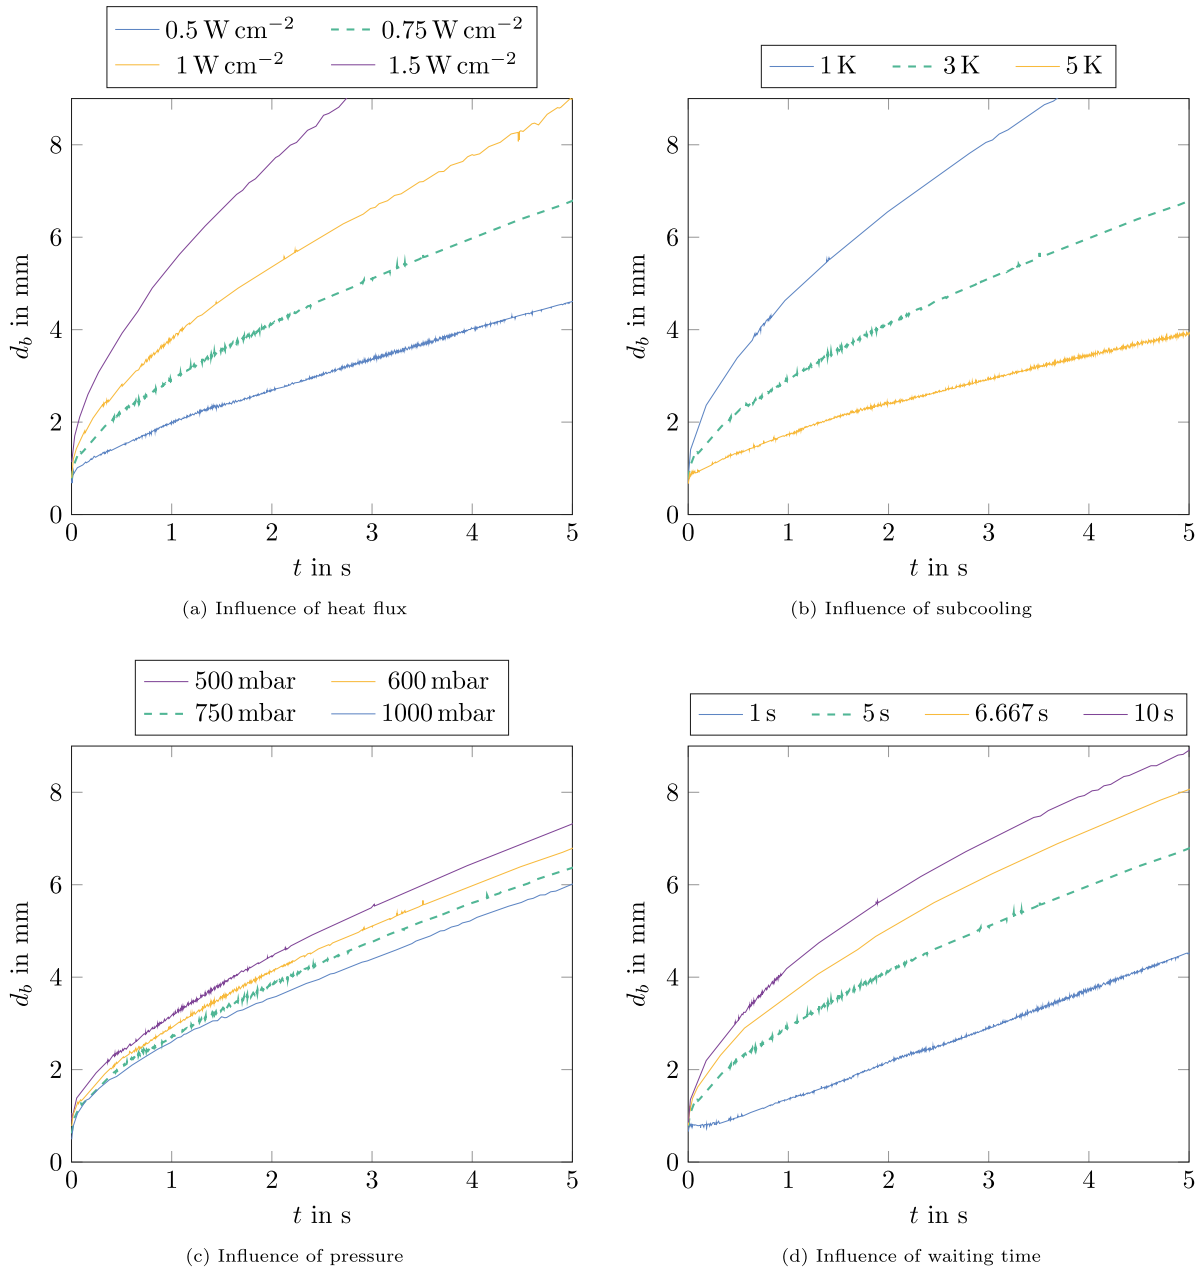 0.5 W cm⁻² 0.75 W cm⁻²
1 W cm⁻² 1.5 W cm⁻²
8
6
4
2
0
0 1 2 3 4 5
d_b in mm
t in s
(a) Influence of heat flux
1 K 3 K 5 K
8
6
4
2
0
0 1 2 3 4 5
d_b in mm
t in s
(b) Influence of subcooling
500 mbar 600 mbar
750 mbar 1000 mbar
8
6
4
2
0
0 1 2 3 4 5
d_b in mm
t in s
(c) Influence of pressure
1 s 5 s 6.667 s 10 s
8
6
4
2
0
0 1 2 3 4 5
d_b in mm
t in s
(d) Influence of waiting time